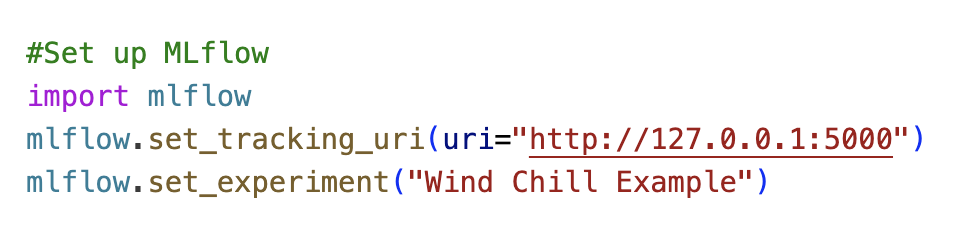 #Set up MLflow
import mlflow
mlflow.set_tracking_uri(uri="http://127.0.0.1:5000")
mlflow.set_experiment("Wind Chill Example")